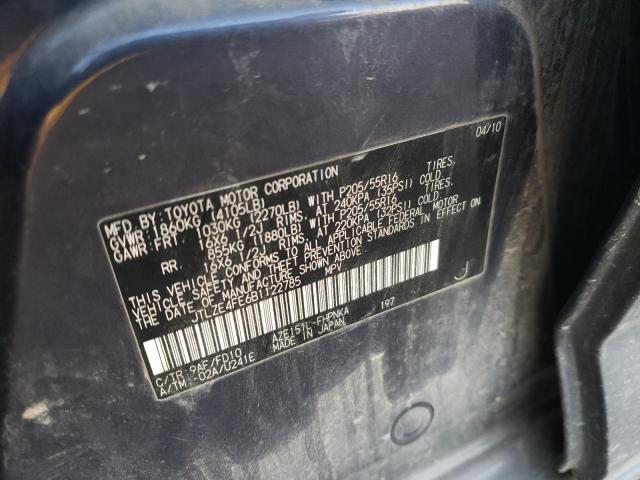 MFD.BY:TOYOTA MOTOR CORPORATION 04/10
GVWR 1860KG (4105LB)
GAWR:FRT 1030KG (2270LB) WITH P205/55R16 TIRES.
16X6 1/2J RIMS. AT 240KPA (35PSI) COLD
RR. 856KG (1880LB) WITH P205/55R16 TIRES.
16X6 1/2J RIMS. AT 220KPA (32PSI) COLD.
THIS VEHICLE CONFORMS TO ALL APPLICABLE FEDERAL MOTOR
VEHICLE SAFETY AND THEFT PREVENTION STANDARDS IN EFFECT ON
THE DATE OF MANUFACTURE SHOWN ABOVE.
JTLZE4FE6B1122785 MPV J
C/TR:9AF/FD10 AZE151L-FHPNKA 197
A/TM:-02A/U241E MADE IN JAPAN